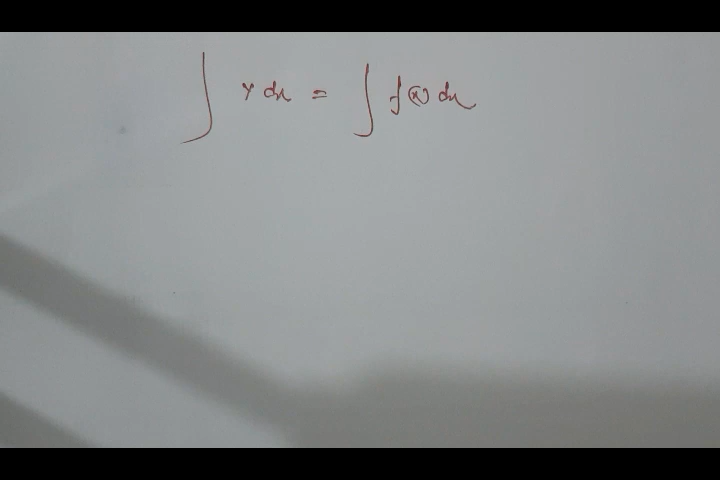 ∫ y dx = ∫ f(x) dx